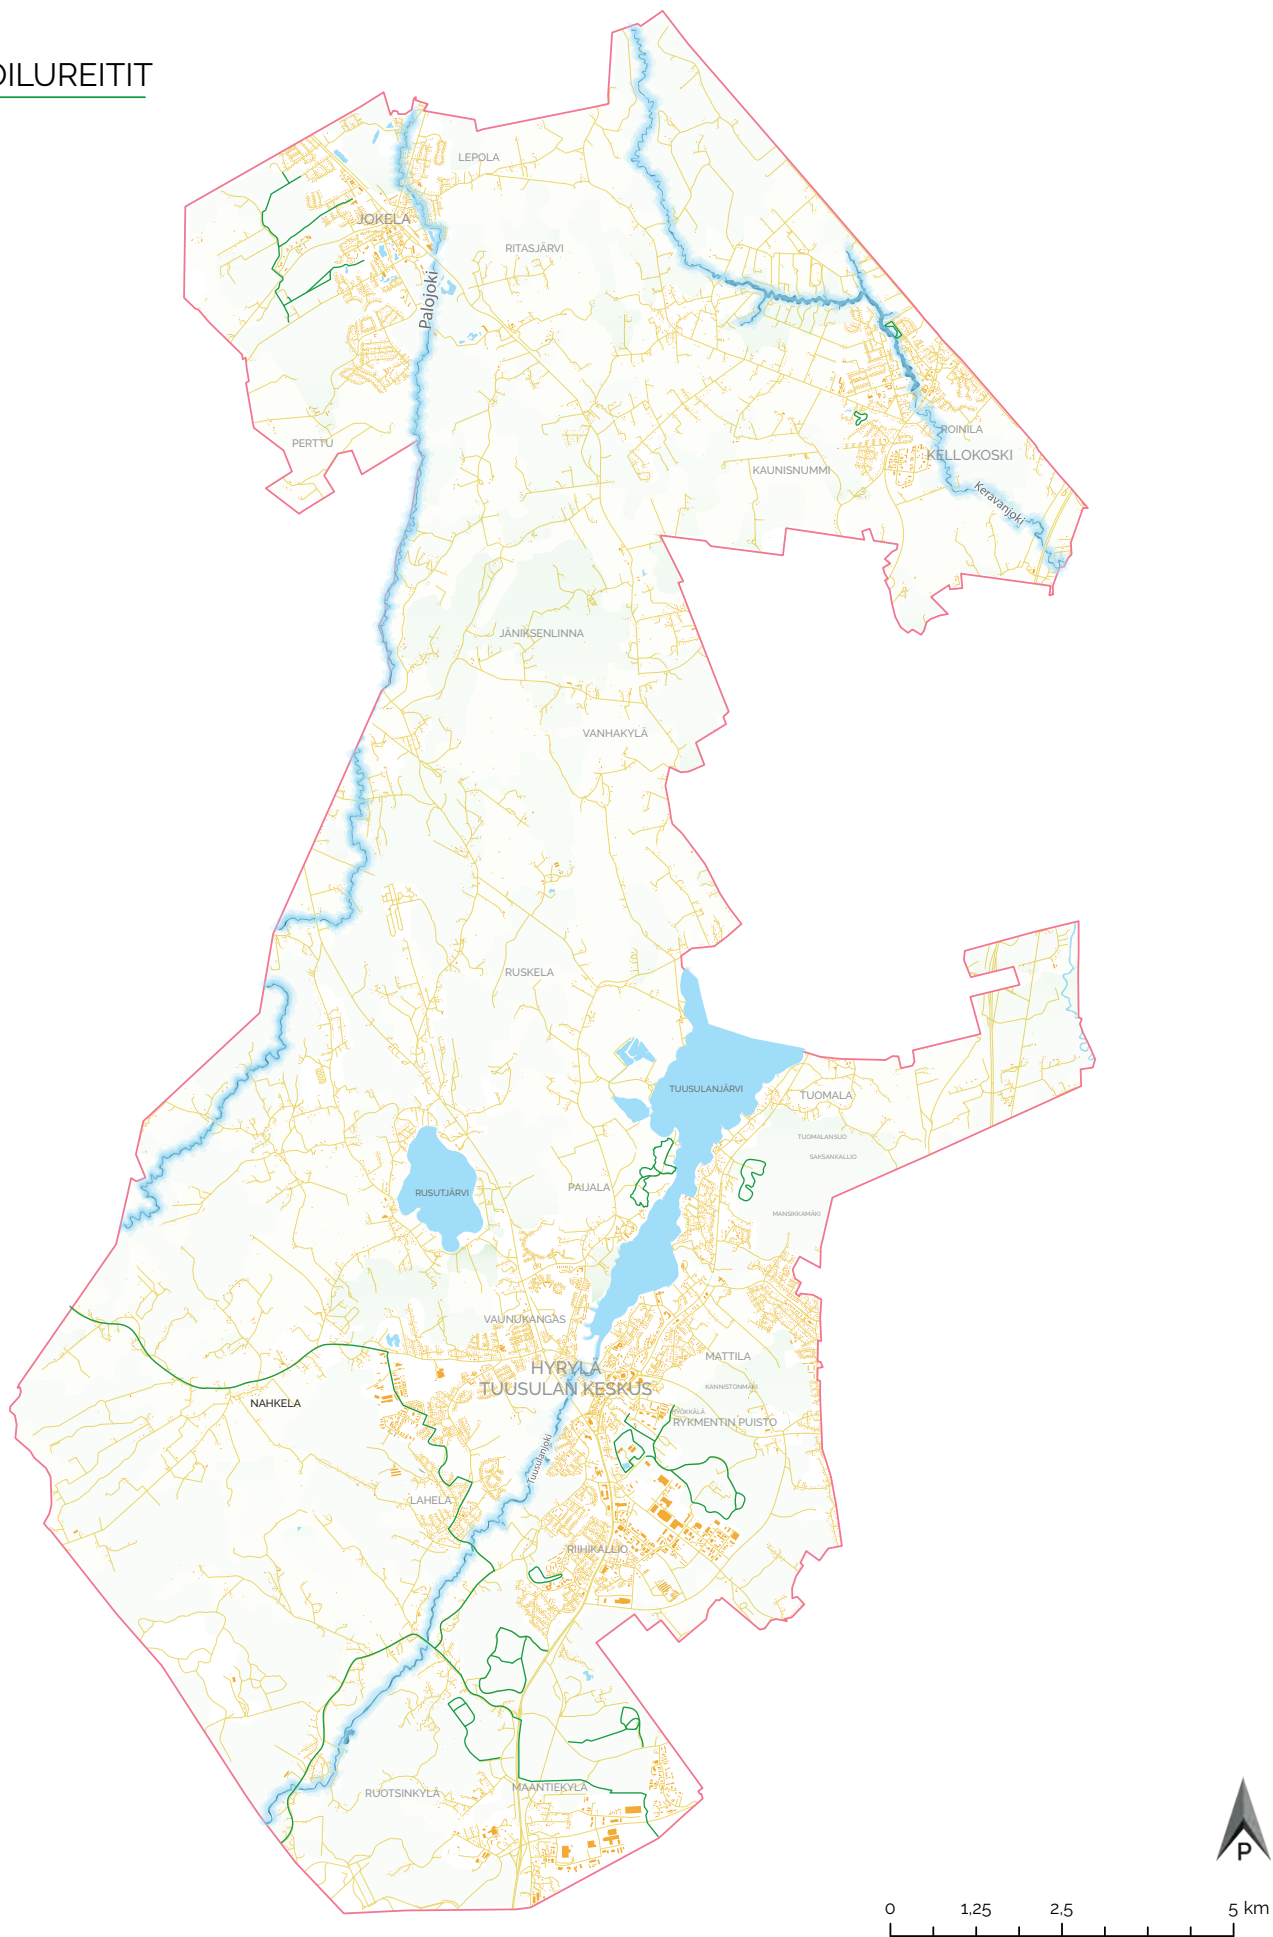 OILUREITIT
LEPOLA
JOKELA
RITASJÄRVI
Palojoki
PERTTU
ROINILA
KELLOKOSKI
KAUNISNUMMI
Keravanjoki
JÄNIKSENLINNA
VANHAKYLÄ
RUSKELA
TUUSULANJÄRVI
TUOMALA
TUOMALANSUO
SAKSANKALLIO
PAIJALA
RUSUTJÄRVI
MANSIKKAMÄKI
VAUNUKANGAS
MATTILA
HYRYLÄ
TUUSULAN KESKUS
KANNISTONMÄKI
NAHKELA
HYÖKKÄLÄ
RYKMENTIN PUISTO
Tuusulanjoki
LAHELA
RIIHIKALLIO
RUOTSINKYLÄ
MAANTIEKYLÄ
P
0 1,25 2,5 5 km